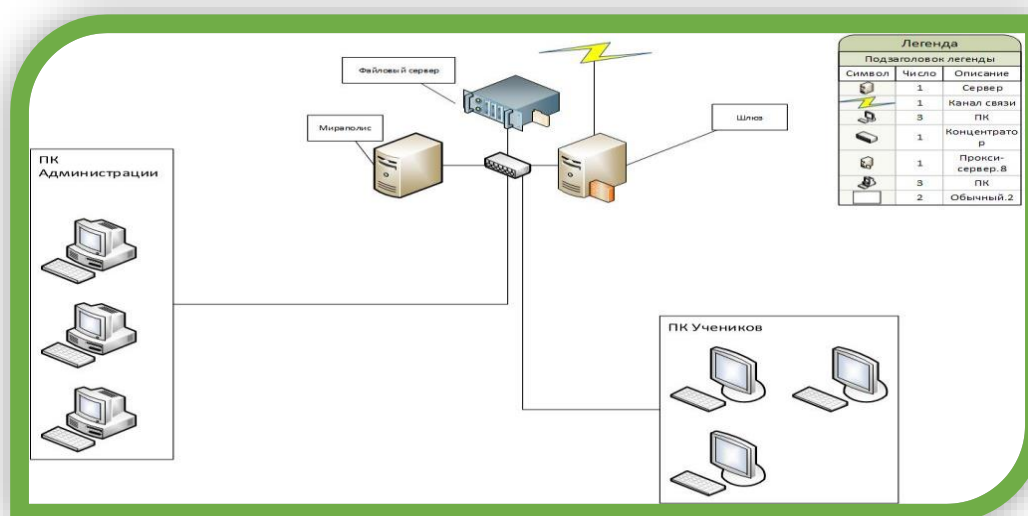 Файловый сервер
Мираполис
Шлюз
ПК
Администрации
ПК Учеников
Легенда
Подзаголовок легенды
Символ Число Описание
1 Сервер
1 Канал связи
3 ПК
1 Концентрато
р
1 Прокси-
сервер.8
3 ПК
2 Обычный.2